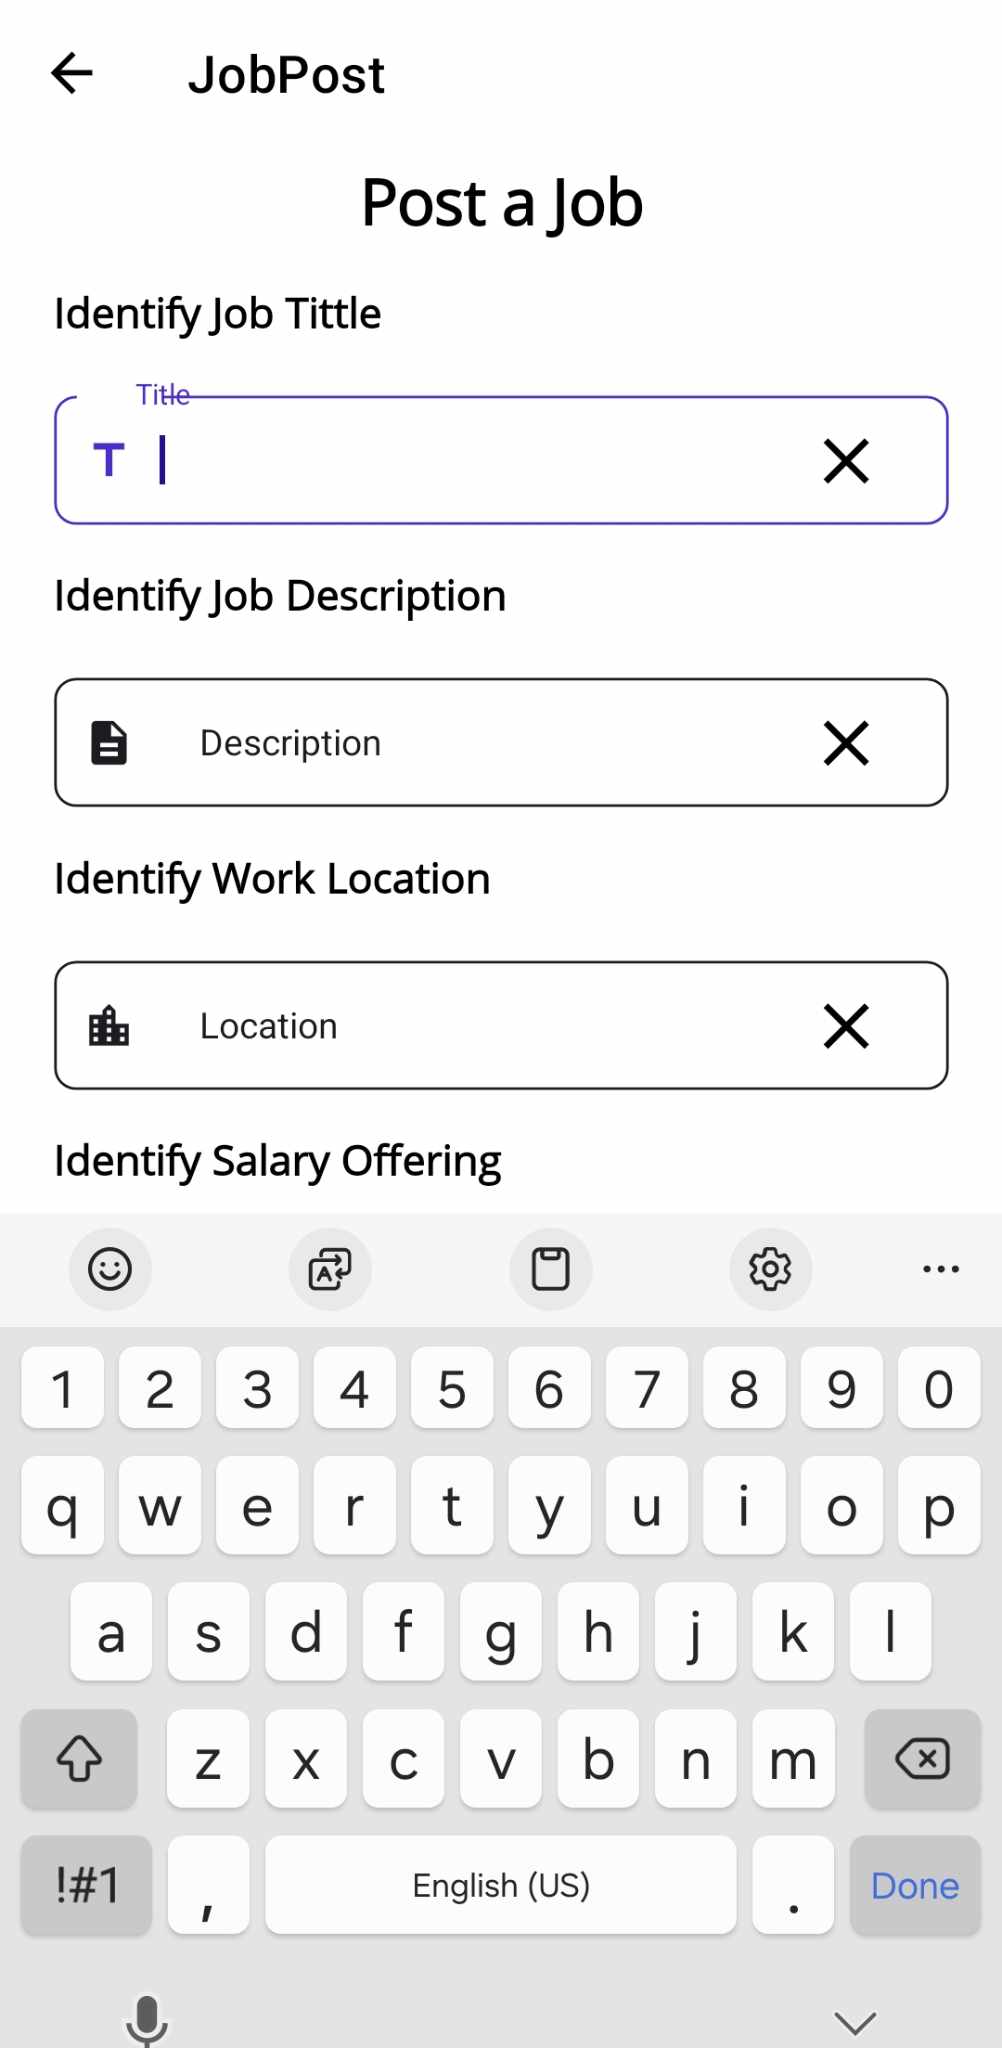 JobPost
Post a Job
Identify Job Tittle
Title
T
Identify Job Description
Description
Identify Work Location
Location
Identify Salary Offering
1 2 3 4 5 6 7 8 9 0
q w e r t y u i o p
a s d f g h j k l
z x c v b n m
!#1 , English (US) . Done